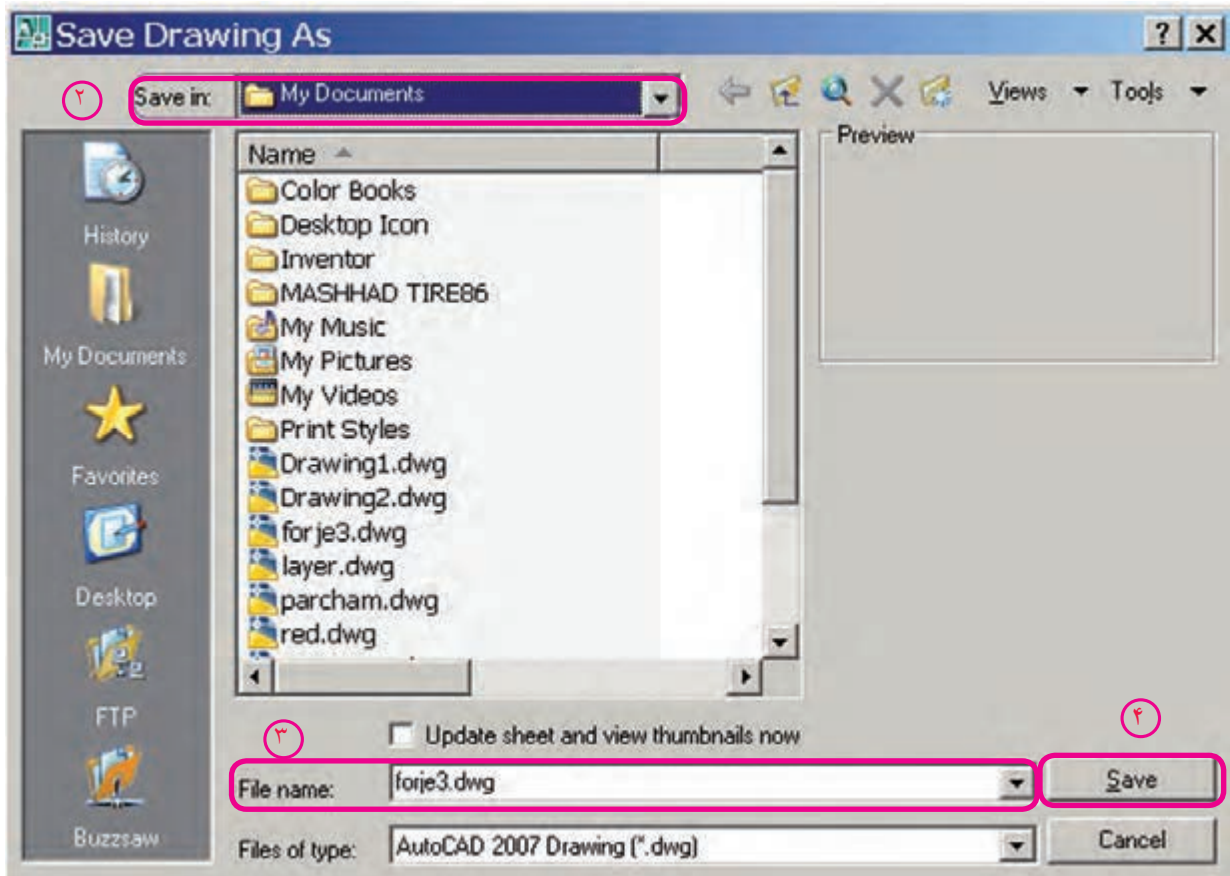 Save Drawing As
۲
Save in: My Documents
Views Tools
History
My Documents
Favorites
Desktop
FTP
Buzzsaw
Name
Color Books
Desktop Icon
Inventor
MASHHAD TIRE86
My Music
My Pictures
My Videos
Print Styles
Drawing1.dwg
Drawing2.dwg
forje3.dwg
layer.dwg
parcham.dwg
red.dwg
Preview
Update sheet and view thumbnails now
۳
File name: forje3.dwg
۴
Save
Files of type: AutoCAD 2007 Drawing (*.dwg)
Cancel